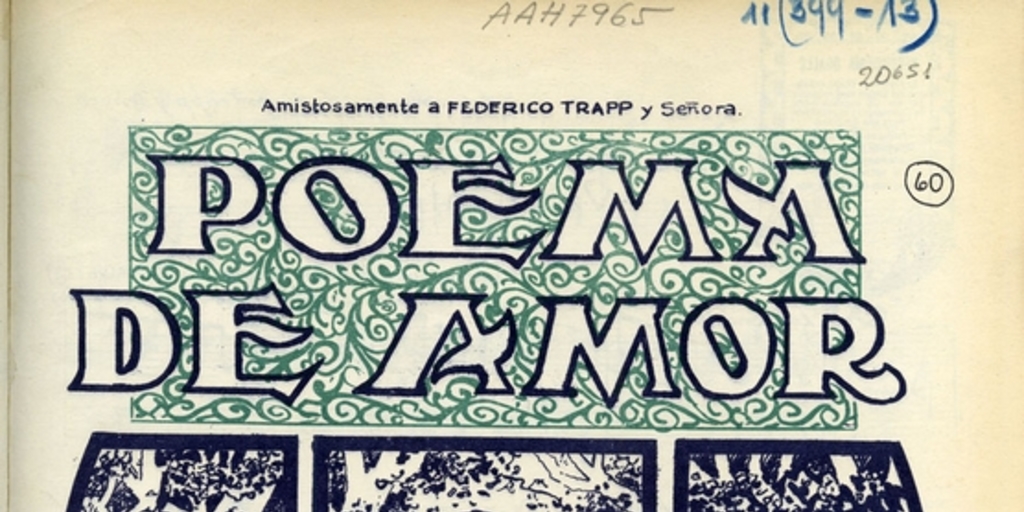 AAH7965
11(399-13)
20651
Amistosamente a FEDERICO TRAPP y Señora.
POEMA
60
DE AMOR